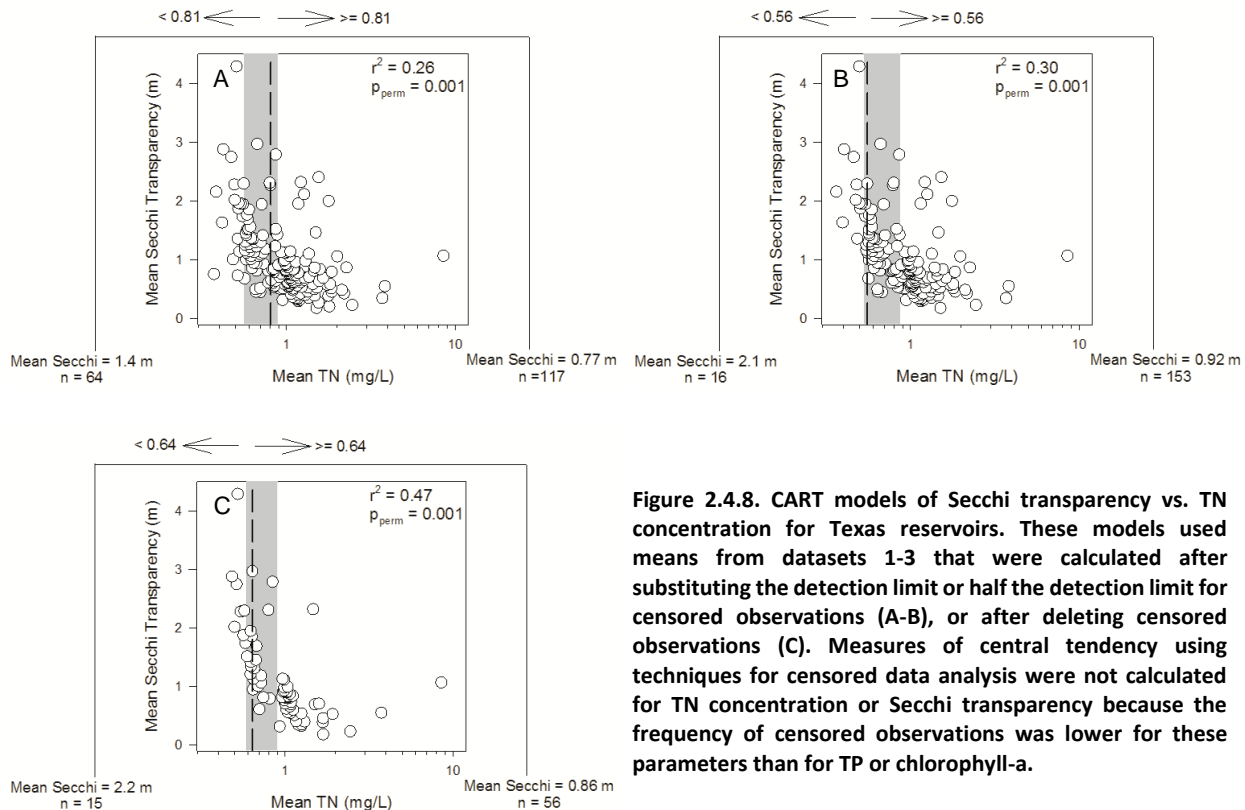 < 0.81 >= 0.81
A
r² = 0.26
p_perm = 0.001
4
3
2
1
0
Mean Secchi Transparency (m)
1 10
Mean TN (mg/L)
Mean Secchi = 1.4 m
n = 64
Mean Secchi = 0.77 m
n =117
< 0.56 >= 0.56
B
r² = 0.30
p_perm = 0.001
4
3
2
1
0
Mean Secchi Transparency (m)
1 10
Mean TN (mg/L)
Mean Secchi = 2.1 m
n = 16
Mean Secchi = 0.92 m
n = 153
< 0.64 >= 0.64
C
r² = 0.47
p_perm = 0.001
4
3
2
1
0
Mean Secchi Transparency (m)
1 10
Mean TN (mg/L)
Mean Secchi = 2.2 m
n = 15
Mean Secchi = 0.86 m
n = 56
Figure 2.4.8. CART models of Secchi transparency vs. TN
concentration for Texas reservoirs. These models used
means from datasets 1-3 that were calculated after
substituting the detection limit or half the detection limit for
censored observations (A-B), or after deleting censored
observations (C). Measures of central tendency using
techniques for censored data analysis were not calculated
for TN concentration or Secchi transparency because the
frequency of censored observations was lower for these
parameters than for TP or chlorophyll-a.